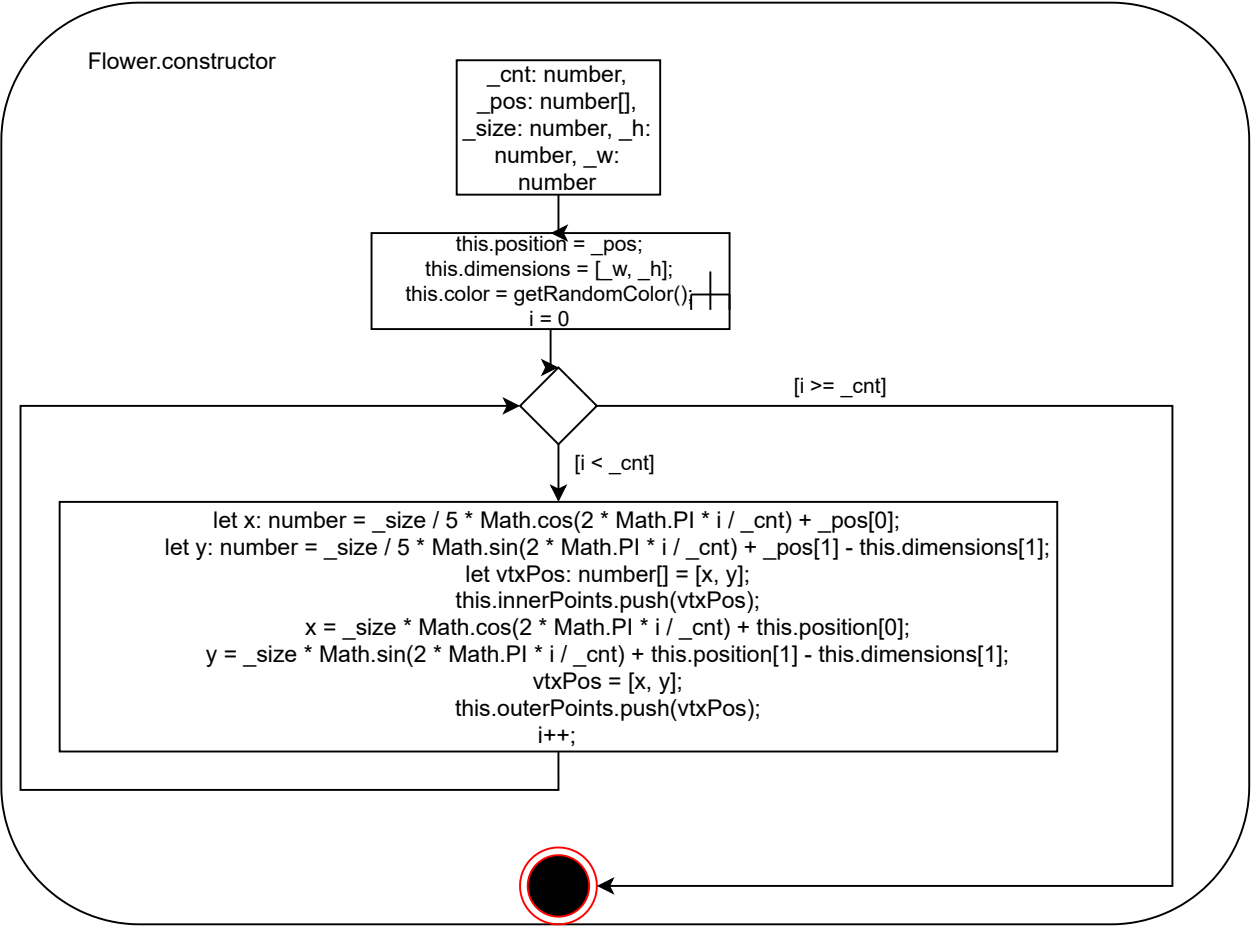 Flower.constructor
_cnt: number,
_pos: number[],
_size: number, _h:
number, _w:
number
this.position = _pos;
this.dimensions = [_w, _h];
this.color = getRandomColor();
i = 0
[i >= _cnt]
[i < _cnt]
let x: number = _size / 5 * Math.cos(2 * Math.PI * i / _cnt) + _pos[0];
let y: number = _size / 5 * Math.sin(2 * Math.PI * i / _cnt) + _pos[1] - this.dimensions[1];
let vtxPos: number[] = [x, y];
this.innerPoints.push(vtxPos);
x = _size * Math.cos(2 * Math.PI * i / _cnt) + this.position[0];
y = _size * Math.sin(2 * Math.PI * i / _cnt) + this.position[1] - this.dimensions[1];
vtxPos = [x, y];
this.outerPoints.push(vtxPos);
i++;